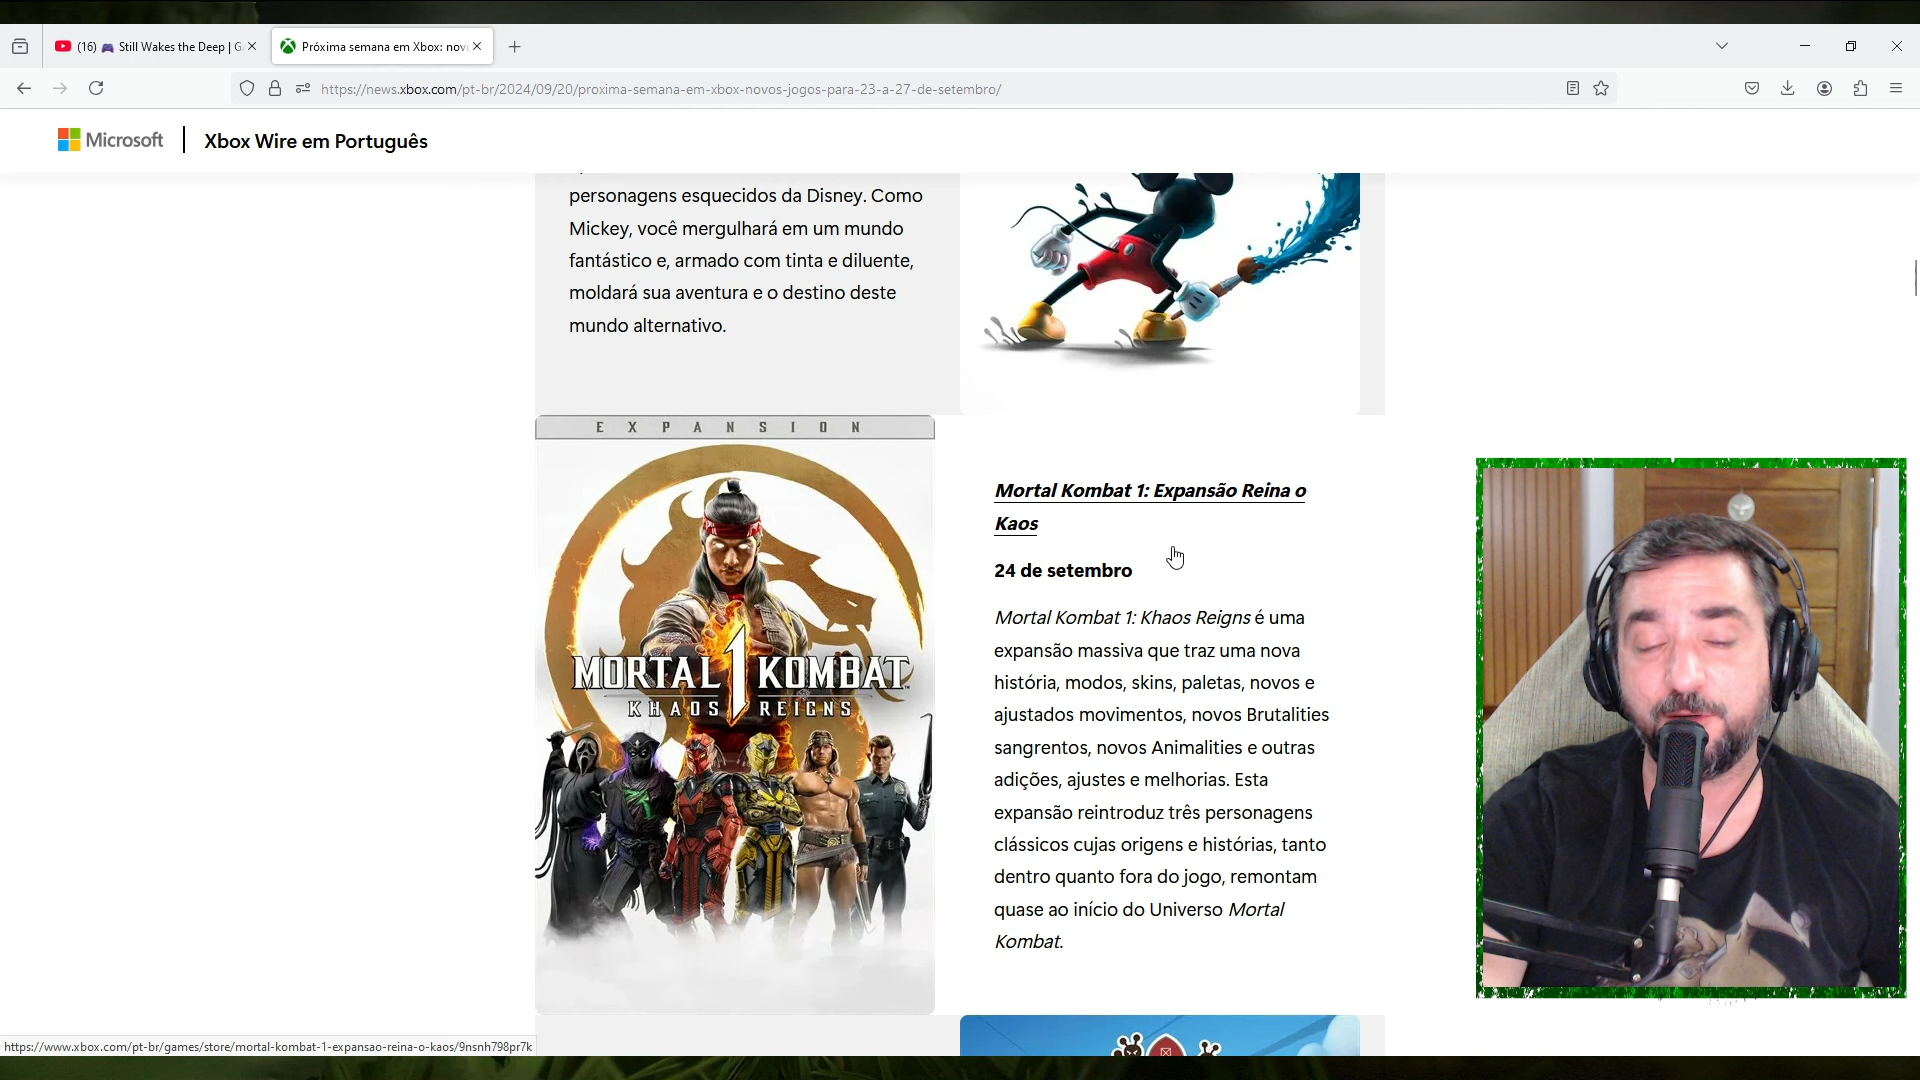 (16) 🎮 Still Wakes the Deep | G
Próxima semana em Xbox: nov
https://news.xbox.com/pt-br/2024/09/20/proxima-semana-em-xbox-novos-jogos-para-23-a-27-de-setembro/
Microsoft
Xbox Wire em Português
personagens esquecidos da Disney. Como
Mickey, você mergulhará em um mundo
fantástico e, armado com tinta e diluente,
moldará sua aventura e o destino deste
mundo alternativo.
EXPANSION
MORTAL KOMBAT 1
KHAOS REIGNS
Mortal Kombat 1: Expansão Reina o
Kaos
24 de setembro
Mortal Kombat 1: Khaos Reigns é uma
expansão massiva que traz uma nova
história, modos, skins, paletas, novos e
ajustados movimentos, novos Brutalities
sangrentos, novos Animalities e outras
adições, ajustes e melhorias. Esta
expansão reintroduz três personagens
clássicos cujas origens e histórias, tanto
dentro quanto fora do jogo, remontam
quase ao início do Universo Mortal
Kombat.
https://www.xbox.com/pt-br/games/store/mortal-kombat-1-expansao-reina-o-kaos/9nsnh798pr7k